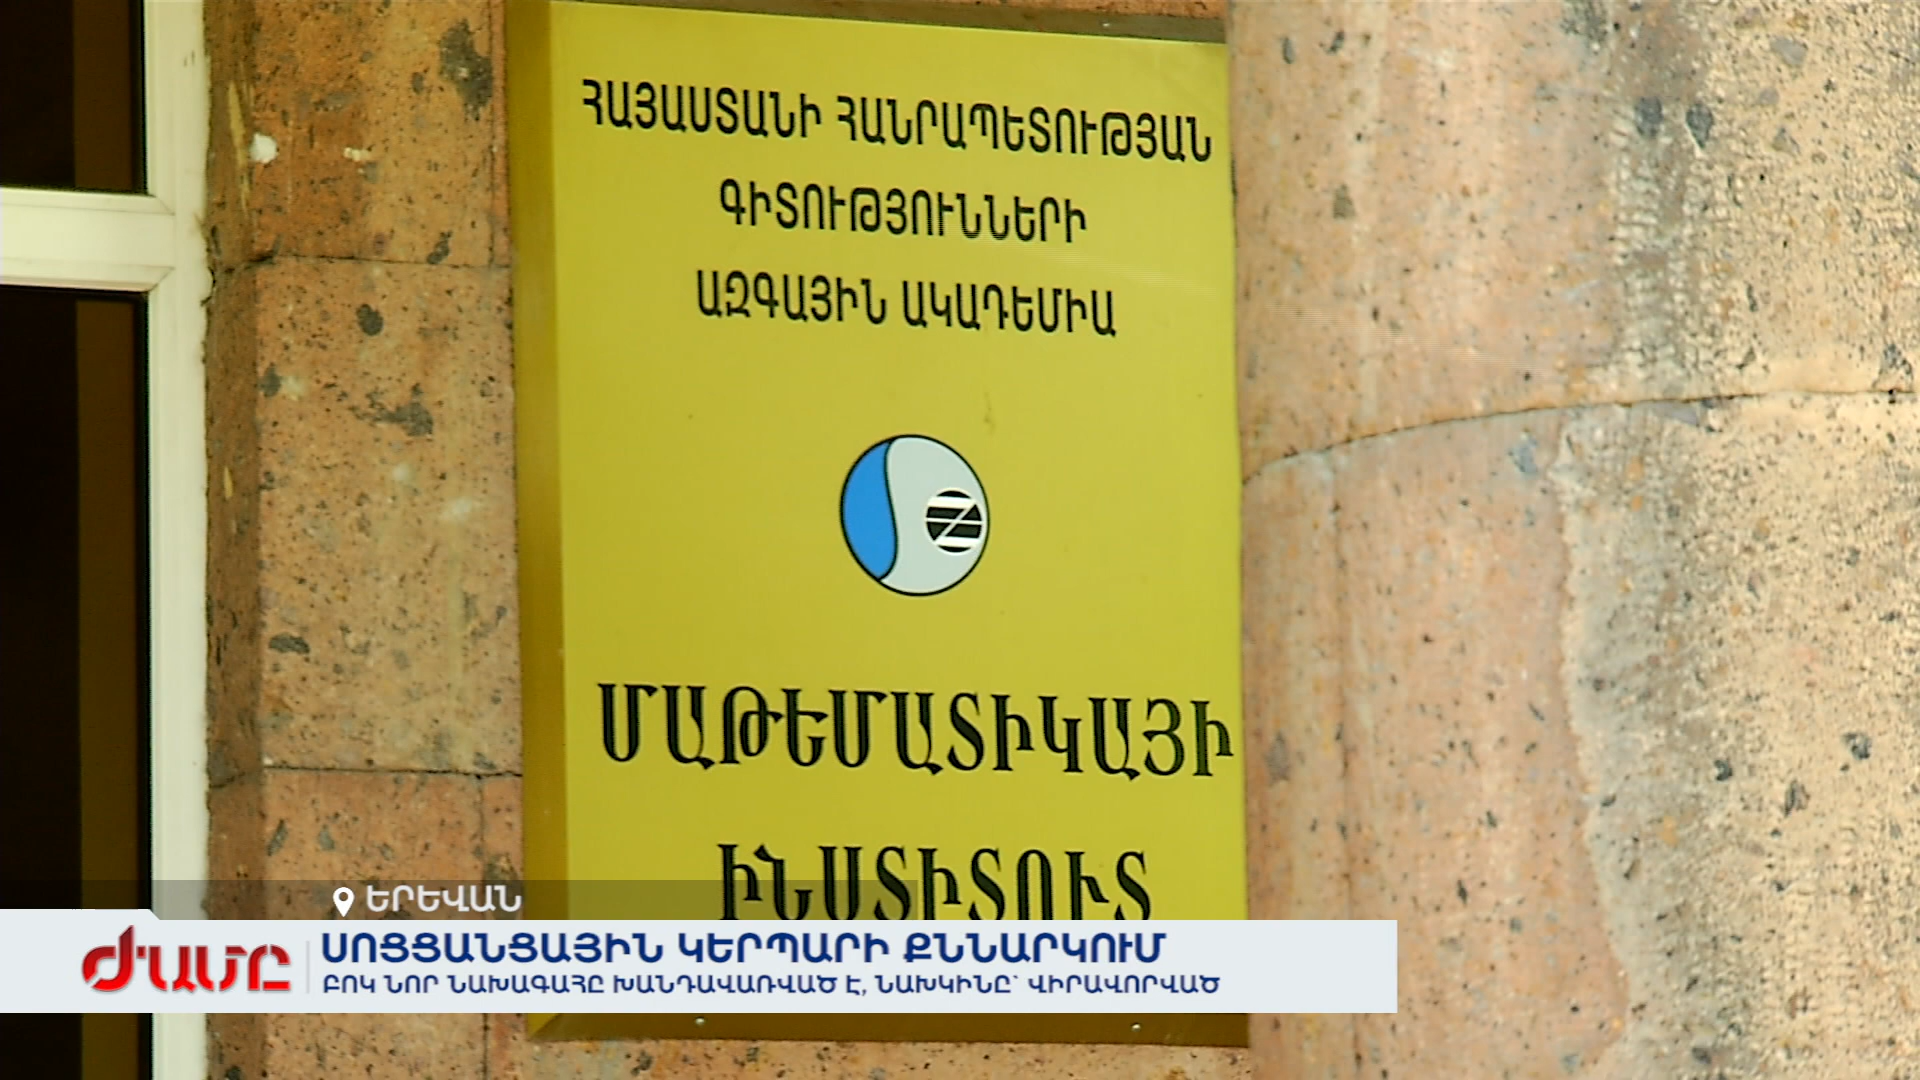 ՀԱՅԱՍՏԱՆԻ ՀԱՆՐԱՊԵՏՈՒԹՅԱՆ
ԳԻՏՈՒԹՅՈՒՆՆԵՐԻ
ԱԶԳԱՅԻՆ ԱԿԱԴԵՄԻԱ
ՄԱԹԵՄԱՏԻԿԱՅԻ
ԻՆՍՏԻՏՈՒՏ
ԵՐԵՎԱՆ
ԺԱՄԸ
ՍՈՑՑԱՆՑԱՅԻՆ ԿԵՐՊԱՐԻ ՔՆՆԱՐԿՈՒՄ
ԲՈԿ ՆՈՐ ՆԱԽԱԳԱՀԸ ԽԱՆԴԱՎԱՌՎԱԾ Է, ՆԱԽԿԻՆԸ՝ ՎԻՐԱՎՈՐՎԱԾ